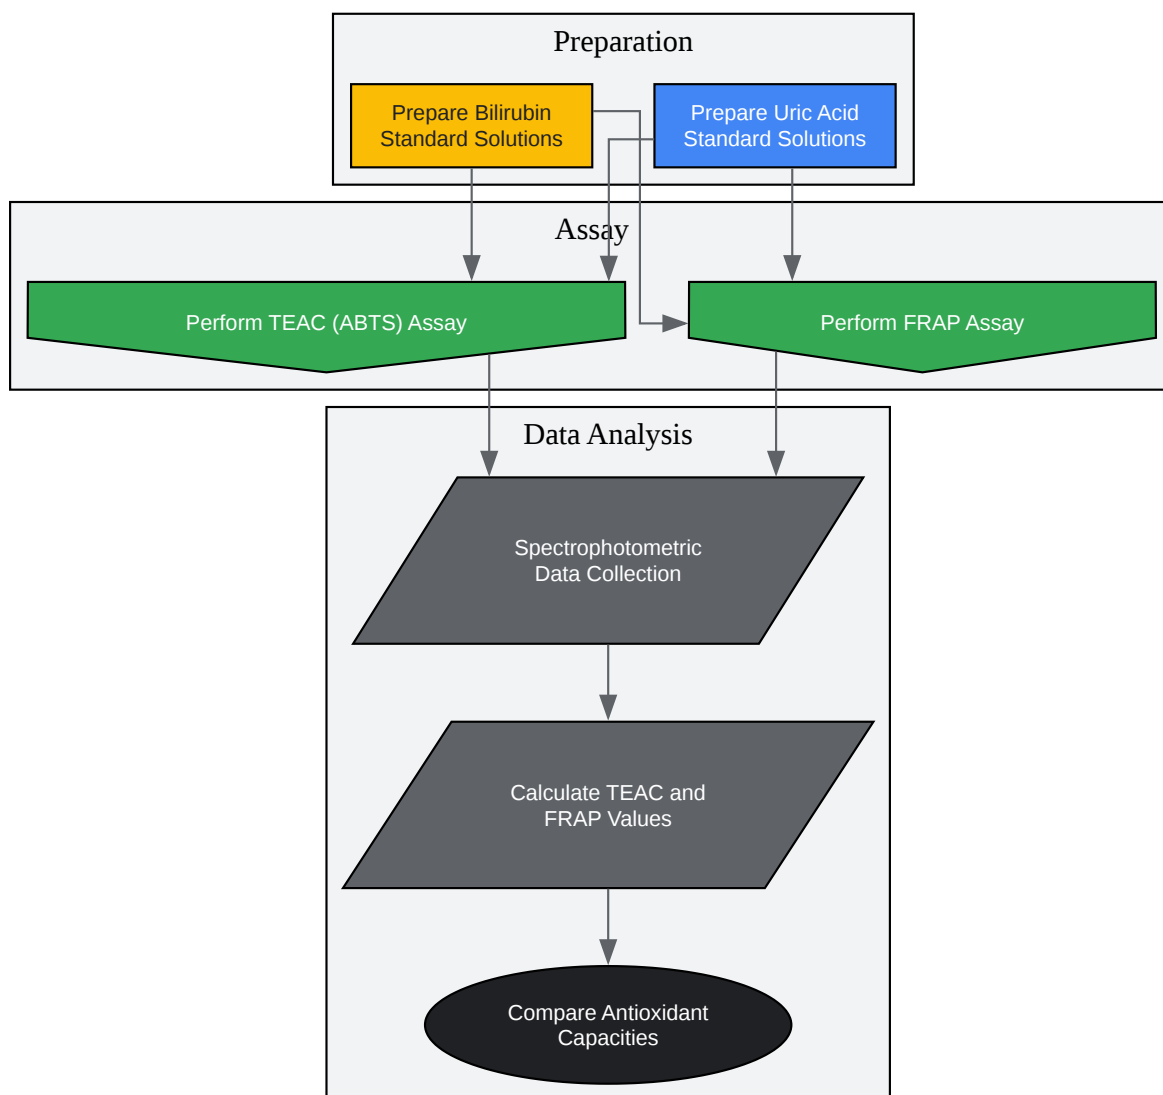 Preparation
Prepare Bilirubin
Standard Solutions
Prepare Uric Acid
Standard Solutions
Assay
Perform TEAC (ABTS) Assay
Perform FRAP Assay
Data Analysis
Spectrophotometric
Data Collection
Calculate TEAC and
FRAP Values
Compare Antioxidant
Capacities